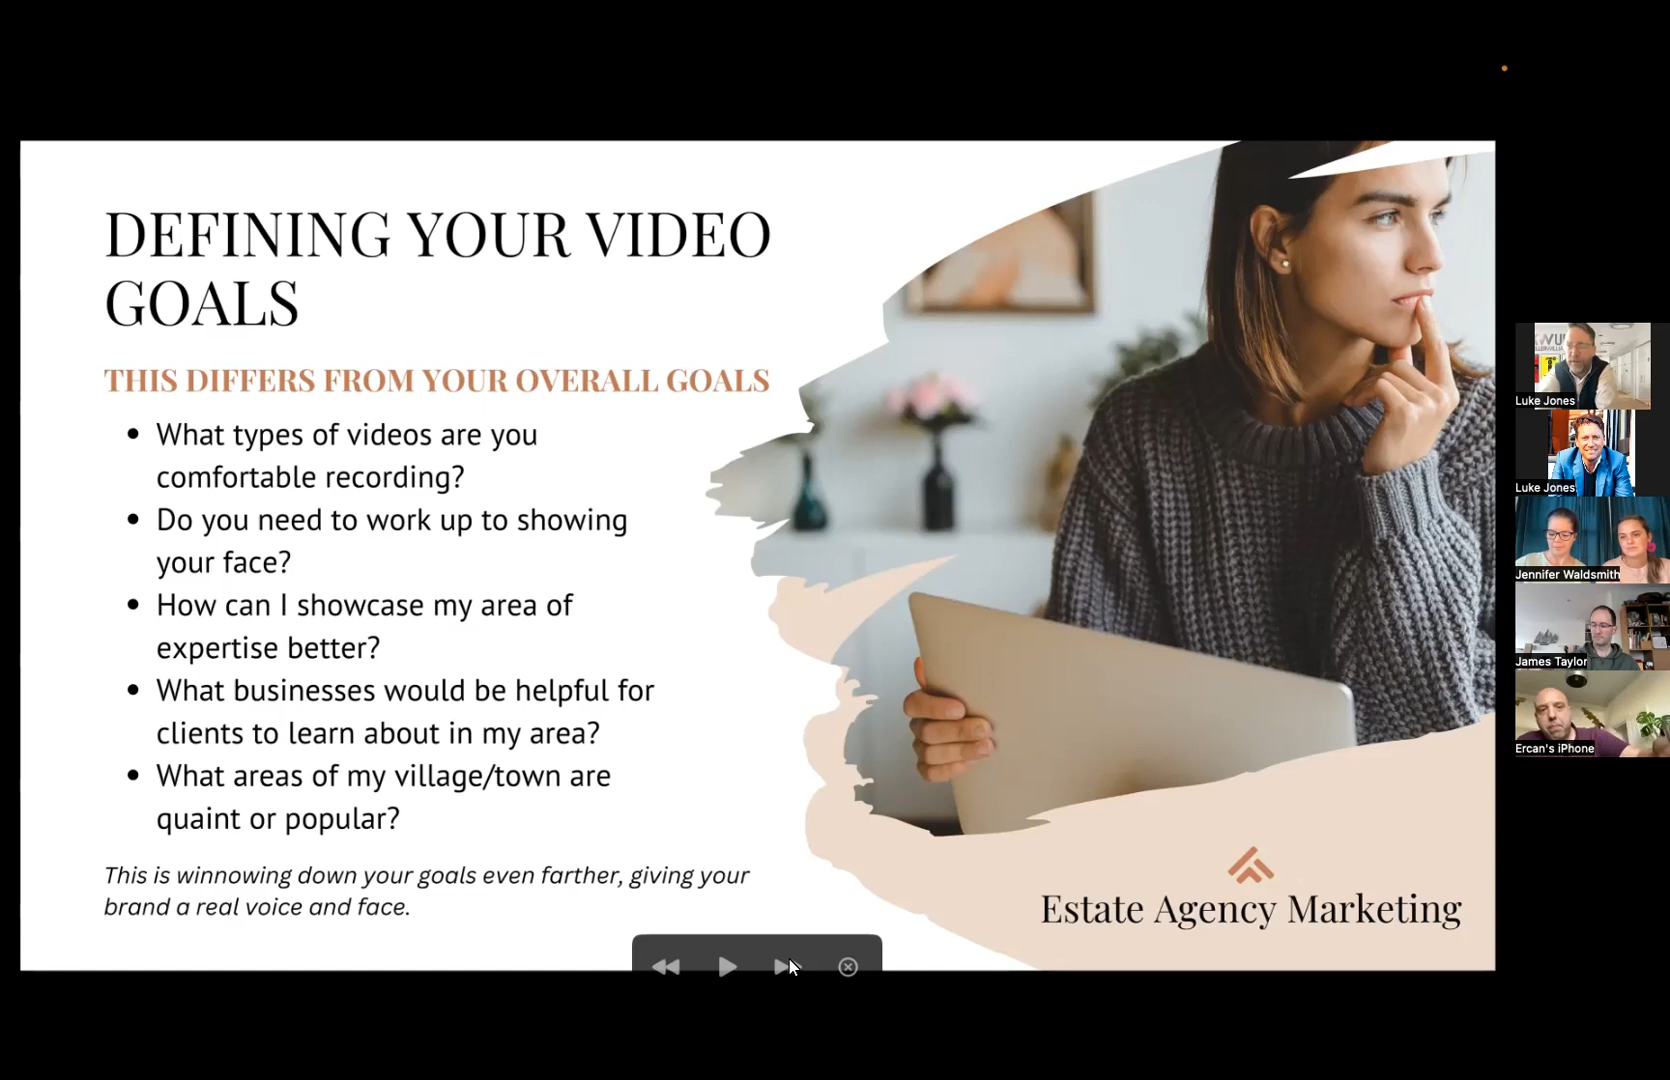 DEFINING YOUR VIDEO
GOALS
THIS DIFFERS FROM YOUR OVERALL GOALS
• What types of videos are you
comfortable recording?
• Do you need to work up to showing
your face?
• How can I showcase my area of
expertise better?
• What businesses would be helpful for
clients to learn about in my area?
• What areas of my village/town are
quaint or popular?
This is winnowing down your goals even farther, giving your
brand a real voice and face.
Estate Agency Marketing
Luke Jones
Luke Jones
Jennifer Waldsmith
James Taylor
Ercan's iPhone